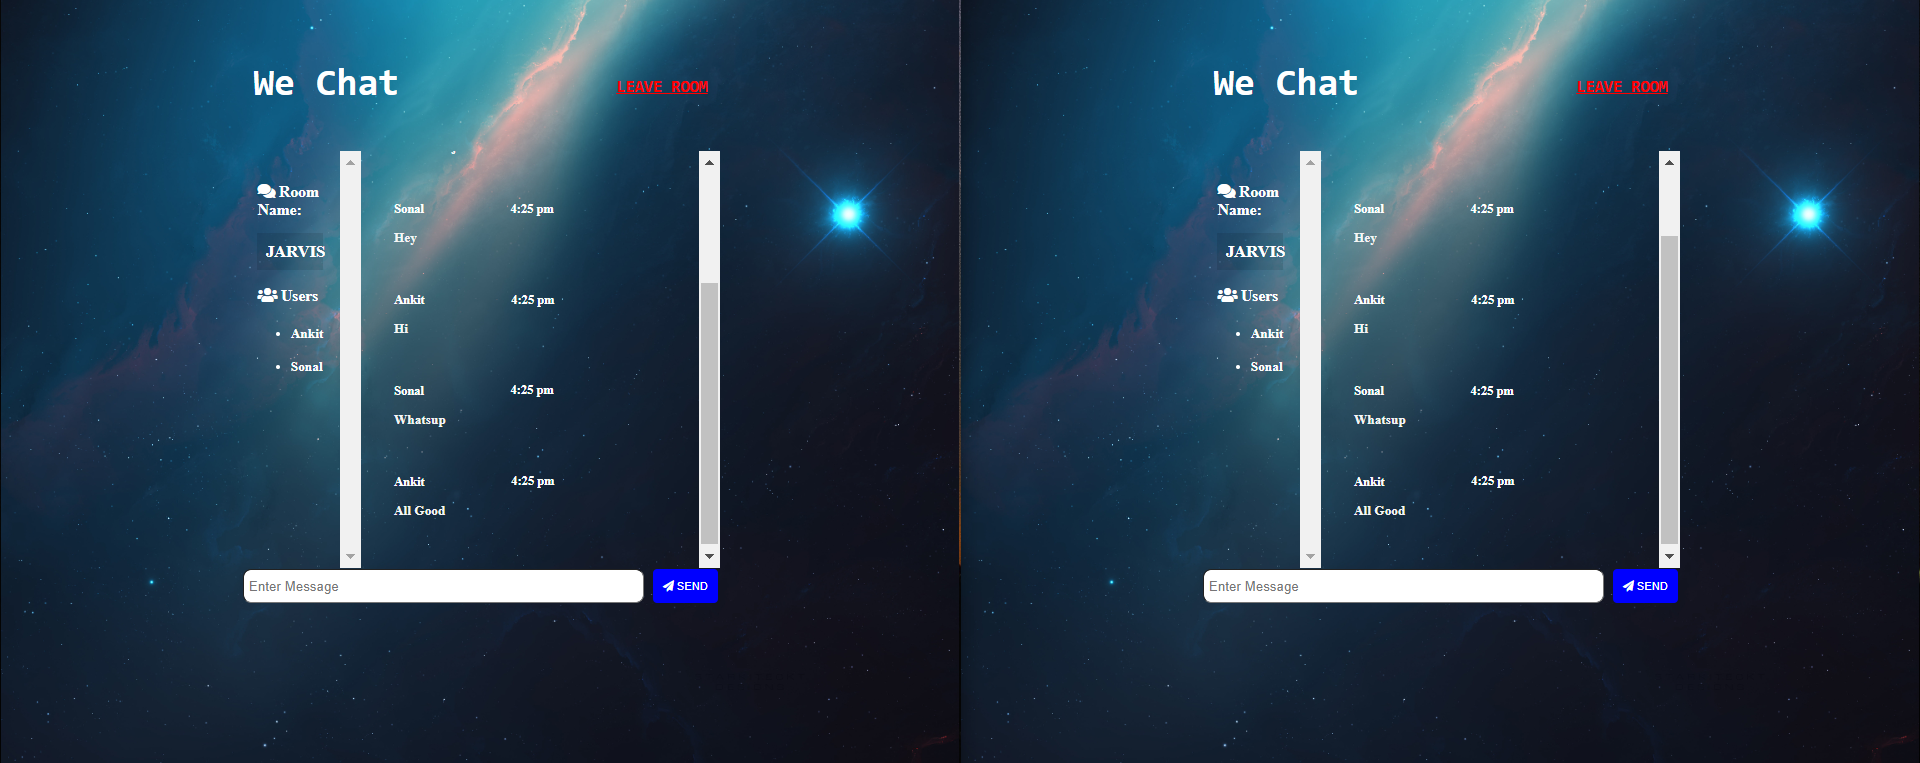 We Chat
LEAVE ROOM
Room
Name:
JARVIS
Users
Ankit
Sonal
Sonal 4:25 pm
Hey
Ankit 4:25 pm
Hi
Sonal 4:25 pm
Whatsup
Ankit 4:25 pm
All Good
Enter Message
SEND
We Chat
LEAVE ROOM
Room
Name:
JARVIS
Users
Ankit
Sonal
Sonal 4:25 pm
Hey
Ankit 4:25 pm
Hi
Sonal 4:25 pm
Whatsup
Ankit 4:25 pm
All Good
Enter Message
SEND